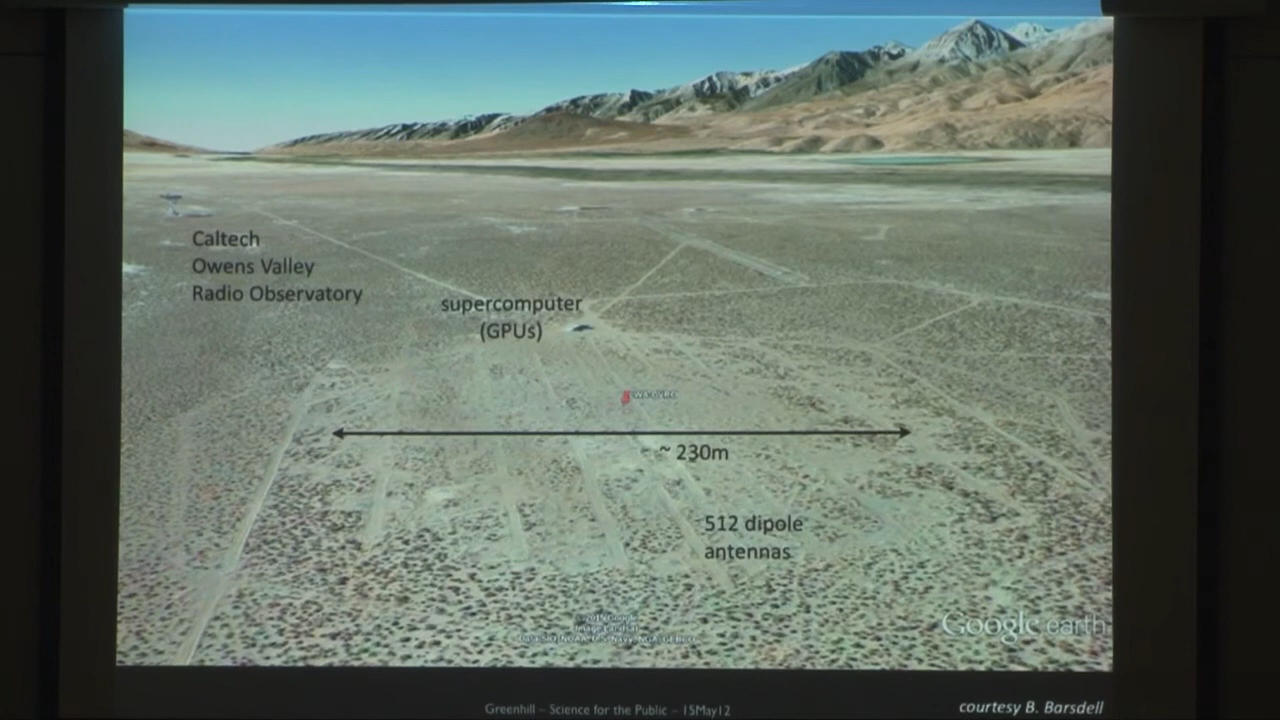 Caltech
Owens Valley
Radio Observatory
supercomputer
(GPUs)
~ 230m
512 dipole
antennas
Google earth
Greenhill – Science for the Public – 15May12
courtesy B. Barsdell